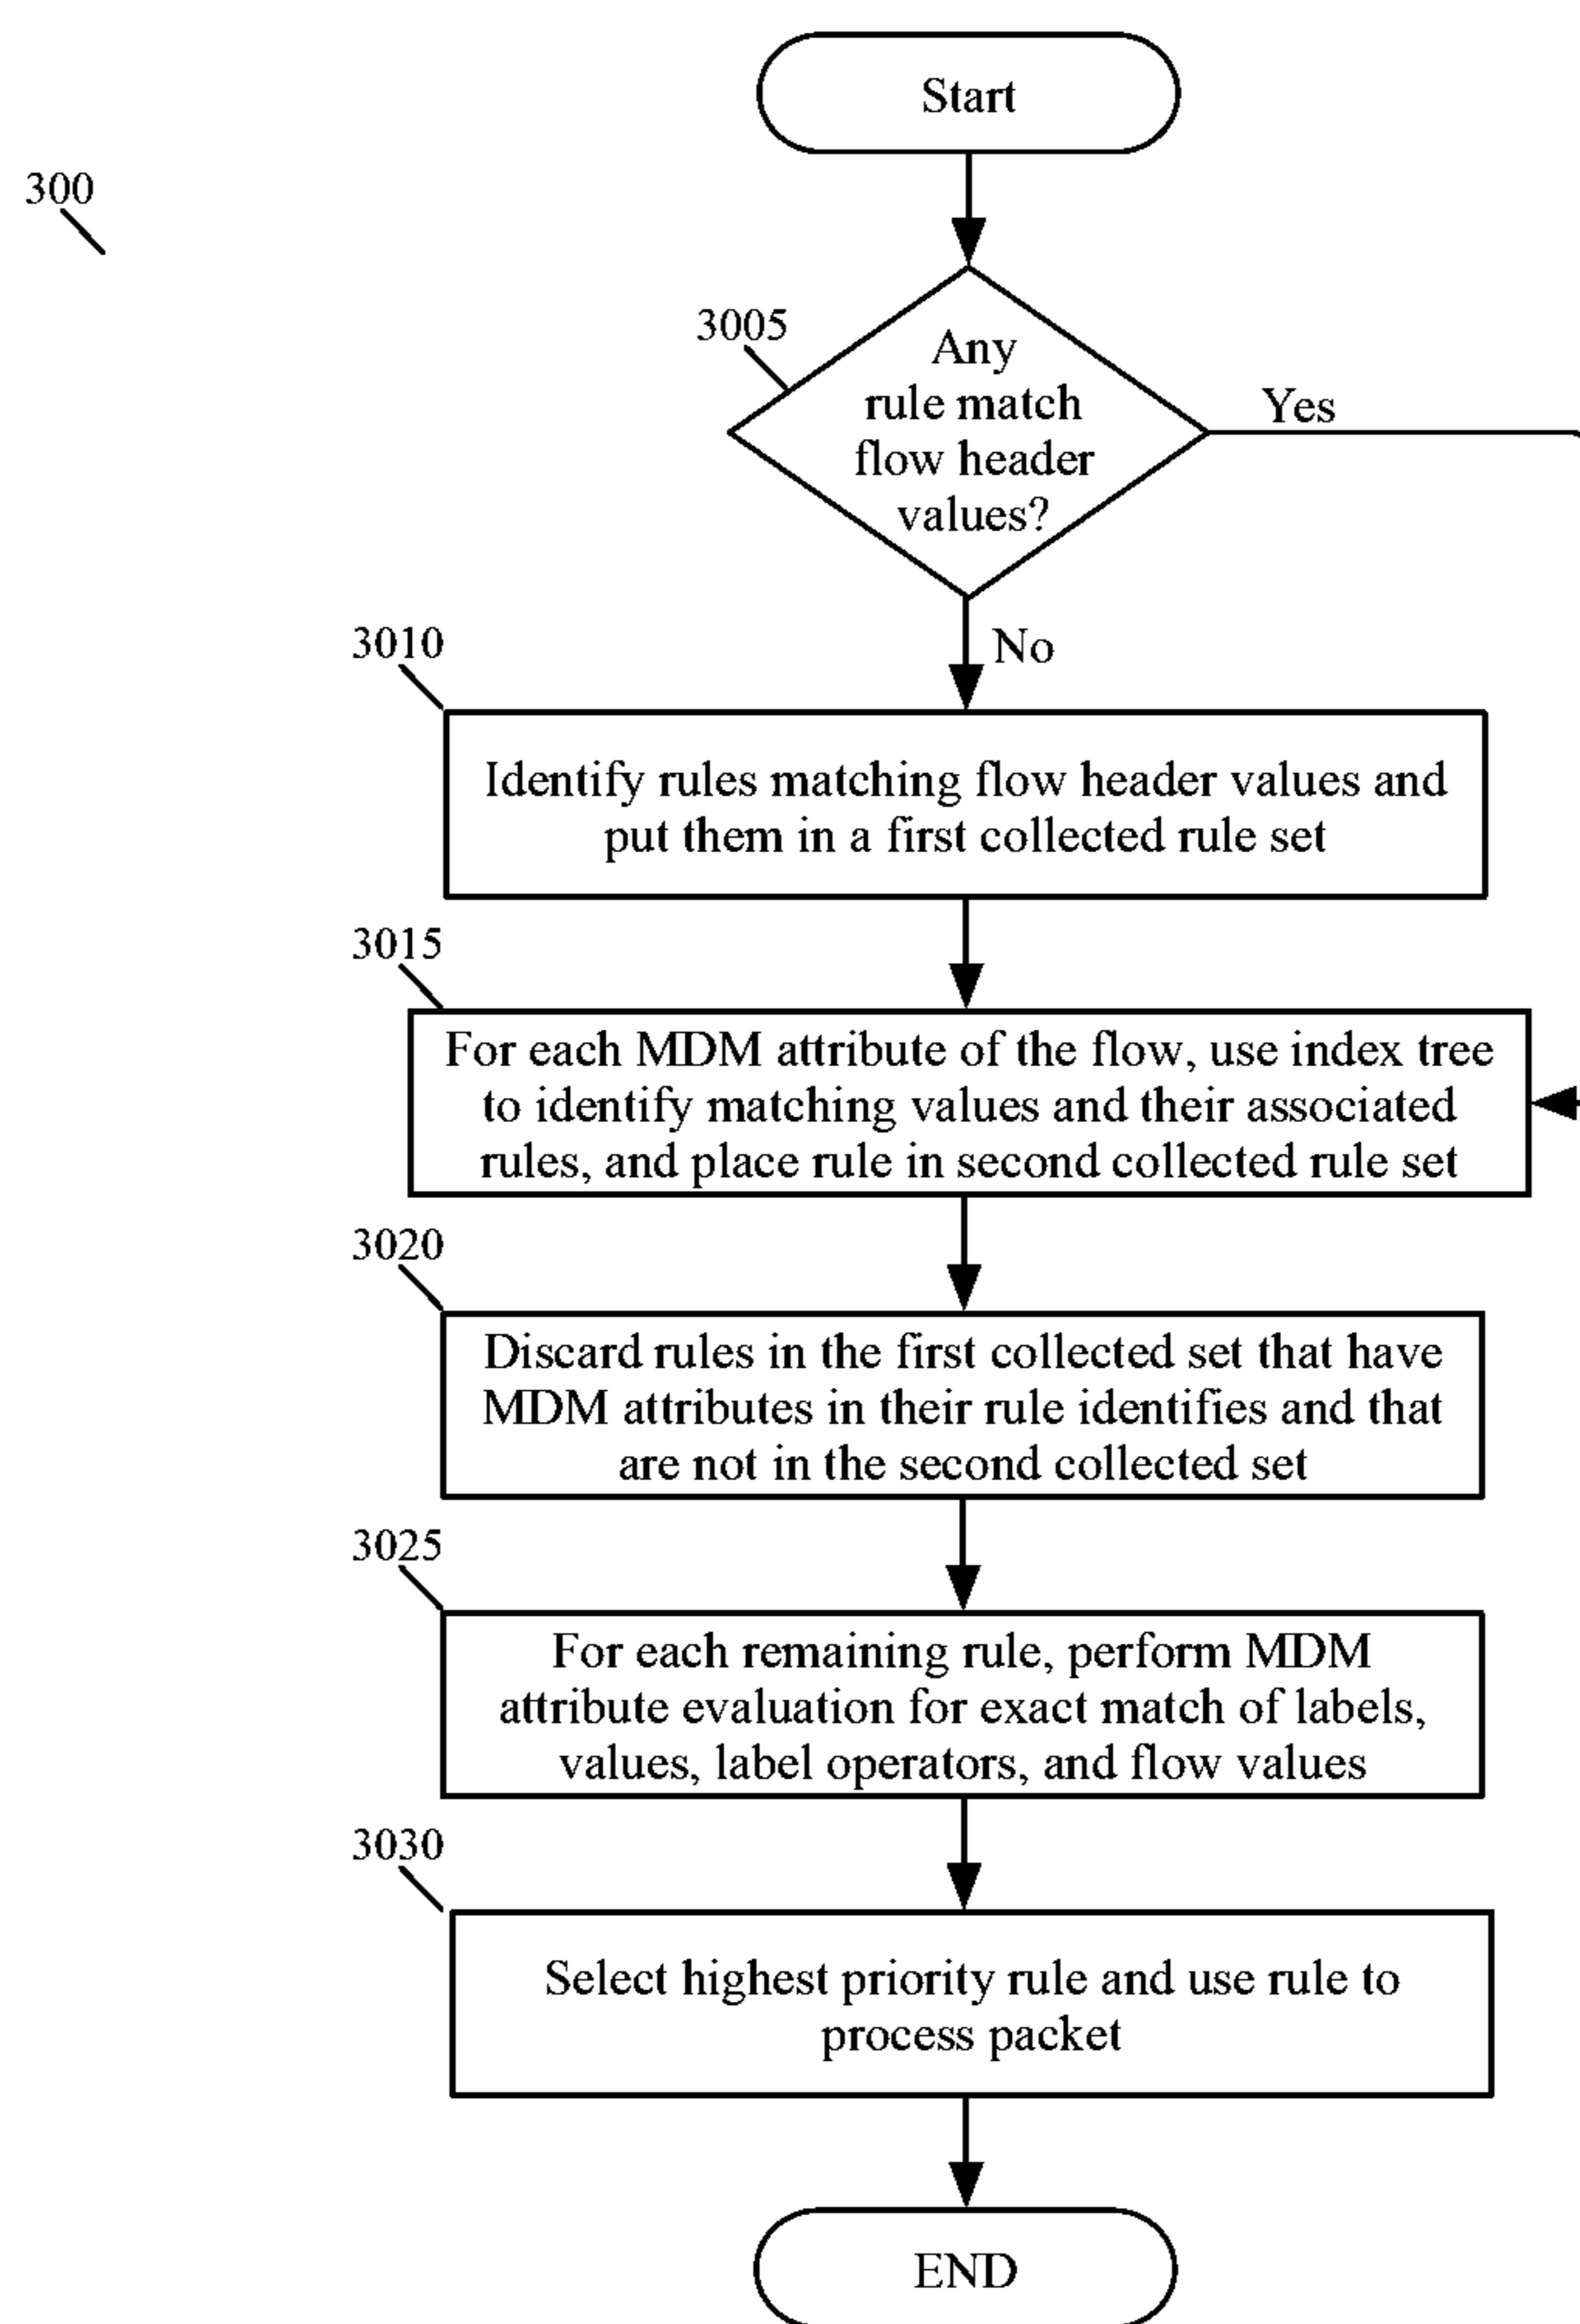 Start
300
3005
Any
rule match
flow header
values?
Yes
No
3010
Identify rules matching flow header values and
put them in a first collected rule set
3015
For each MDM attribute of the flow, use index tree
to identify matching values and their associated
rules, and place rule in second collected rule set
3020
Discard rules in the first collected set that have
MDM attributes in their rule identifies and that
are not in the second collected set
3025
For each remaining rule, perform MDM
attribute evaluation for exact match of labels,
values, label operators, and flow values
3030
Select highest priority rule and use rule to
process packet
END